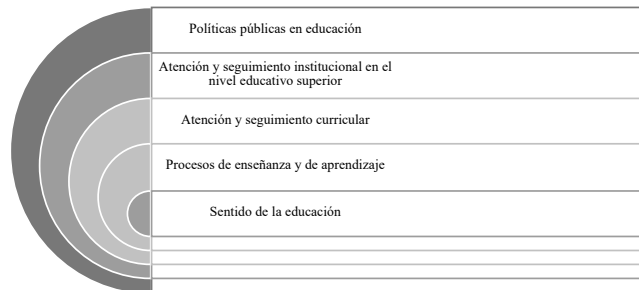 Políticas públicas en educación
Atención y seguimiento institucional en el
nivel educativo superior
Atención y seguimiento curricular
Procesos de enseñanza y de aprendizaje
Sentido de la educación